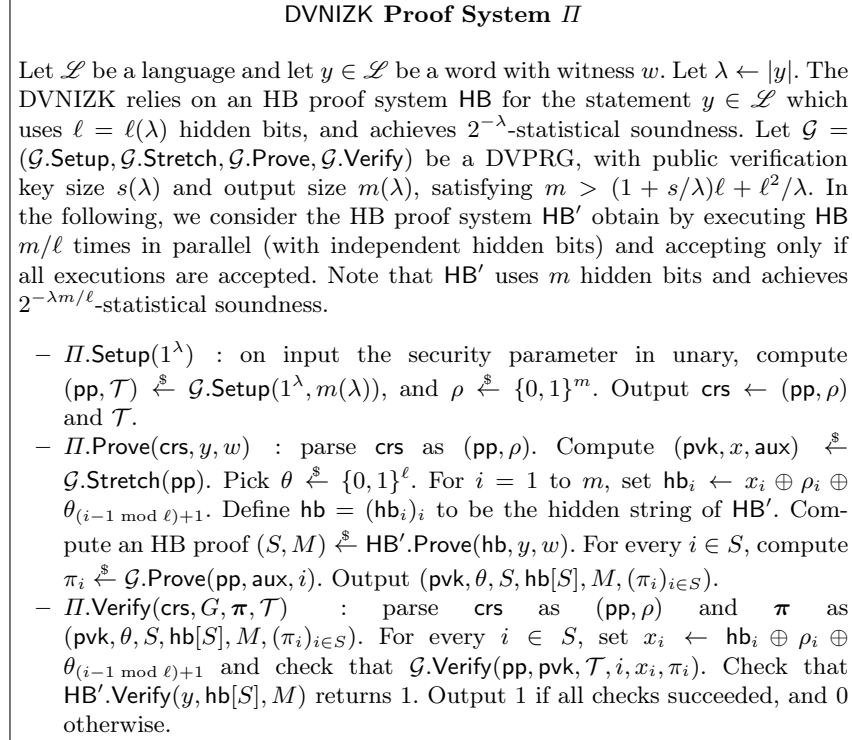 DVNIZK Proof System Π
Let ℒ be a language and let y ∈ ℒ be a word with witness w. Let λ ← |y|. The
DVNIZK relies on an HB proof system HB for the statement y ∈ ℒ which
uses ℓ = ℓ(λ) hidden bits, and achieves 2^{−λ}-statistical soundness. Let 𝒢 =
(𝒢.Setup, 𝒢.Stretch, 𝒢.Prove, 𝒢.Verify) be a DVPRG, with public verification
key size s(λ) and output size m(λ), satisfying m > (1 + s/λ)ℓ + ℓ²/λ. In
the following, we consider the HB proof system HB′ obtain by executing HB
m/ℓ times in parallel (with independent hidden bits) and accepting only if
all executions are accepted. Note that HB′ uses m hidden bits and achieves
2^{−λm/ℓ}-statistical soundness.
– Π.Setup(1^λ) : on input the security parameter in unary, compute
(pp, 𝒯) ←$ 𝒢.Setup(1^λ, m(λ)), and ρ ←$ {0, 1}^m. Output crs ← (pp, ρ)
and 𝒯.
– Π.Prove(crs, y, w) : parse crs as (pp, ρ). Compute (pvk, x, aux) ←$
𝒢.Stretch(pp). Pick θ ←$ {0, 1}^ℓ. For i = 1 to m, set hb_i ← x_i ⊕ ρ_i ⊕
θ_{(i−1 mod ℓ)+1}. Define hb = (hb_i)_i to be the hidden string of HB′. Com-
pute an HB proof (S, M) ←$ HB′.Prove(hb, y, w). For every i ∈ S, compute
π_i ←$ 𝒢.Prove(pp, aux, i). Output (pvk, θ, S, hb[S], M, (π_i)_{i∈S}).
– Π.Verify(crs, G, π, 𝒯) : parse crs as (pp, ρ) and π as
(pvk, θ, S, hb[S], M, (π_i)_{i∈S}). For every i ∈ S, set x_i ← hb_i ⊕ ρ_i ⊕
θ_{(i−1 mod ℓ)+1} and check that 𝒢.Verify(pp, pvk, 𝒯, i, x_i, π_i). Check that
HB′.Verify(y, hb[S], M) returns 1. Output 1 if all checks succeeded, and 0
otherwise.